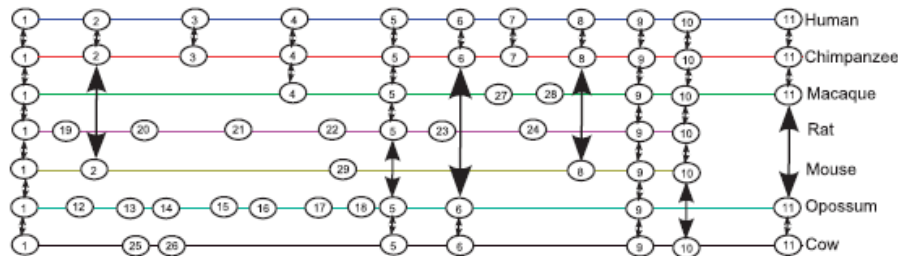 1 2 3 4 5 6 7 8 9 10 11 Human
1 2 3 4 5 6 7 8 9 10 11 Chimpanzee
1 4 5 27 28 9 10 11 Macaque
1 19 20 21 22 5 23 24 9 10 Rat
1 2 29 8 9 10 Mouse
1 12 13 14 15 16 17 18 5 6 9 11 Opossum
1 25 26 5 6 9 10 11 Cow